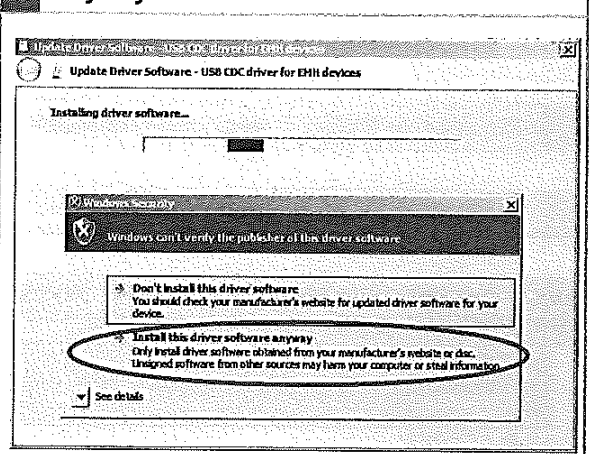 Update Driver Software - USB CDC driver for EMH devices
Update Driver Software - USB CDC driver for EMH devices
Installing driver software...
Windows Security
Windows can't verify the publisher of this driver software
Don't install this driver software
You should check your manufacturer's website for updated driver software for your
device.
Install this driver software anyway
Only install driver software obtained from your manufacturer's website or disc.
Unsigned software from other sources may harm your computer or steal information.
See details